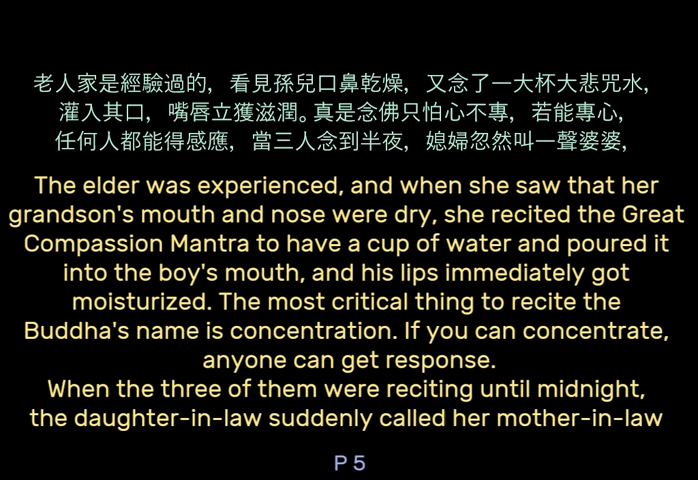 老人家是經驗過的，看見孫兒口鼻乾燥，又念了一大杯大悲咒水，
灌入其口，嘴唇立獲滋潤。真是念佛只怕心不專，若能專心，
任何人都能得感應，當三人念到半夜，媳婦忽然叫一聲婆婆，
The elder was experienced, and when she saw that her
grandson's mouth and nose were dry, she recited the Great
Compassion Mantra to have a cup of water and poured it
into the boy's mouth, and his lips immediately got
moisturized. The most critical thing to recite the
Buddha's name is concentration. If you can concentrate,
anyone can get response.
When the three of them were reciting until midnight,
the daughter-in-law suddenly called her mother-in-law
P 5